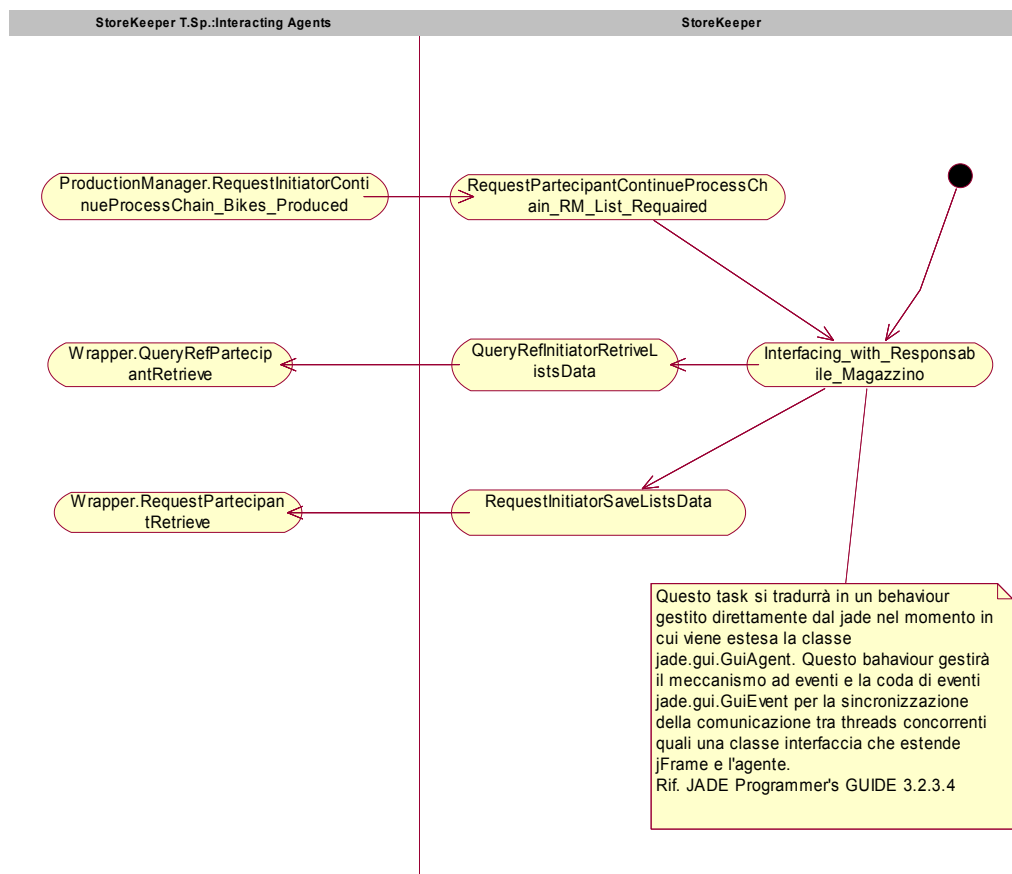 StoreKeeper T.Sp.:Interacting Agents
StoreKeeper
ProductionManager.RequestInitiatorConti
nueProcessChain_Bikes_Produced
RequestPartecipantContinueProcessCh
ain_RM_List_Requaired
Wrapper.QueryRefPartecip
antRetrieve
QueryRefInitiatorRetriveL
istsData
Interfacing_with_Responsab
ile_Magazzino
Wrapper.RequestPartecipan
tRetrieve
RequestInitiatorSaveListsData
Questo task si tradurrà in un behaviour
gestito direttamente dal jade nel momento in
cui viene estesa la classe
jade.gui.GuiAgent. Questo bahaviour gestirà
il meccanismo ad eventi e la coda di eventi
jade.gui.GuiEvent per la sincronizzazione
della comunicazione tra threads concorrenti
quali una classe interfaccia che estende
jFrame e l'agente.
Rif. JADE Programmer's GUIDE 3.2.3.4